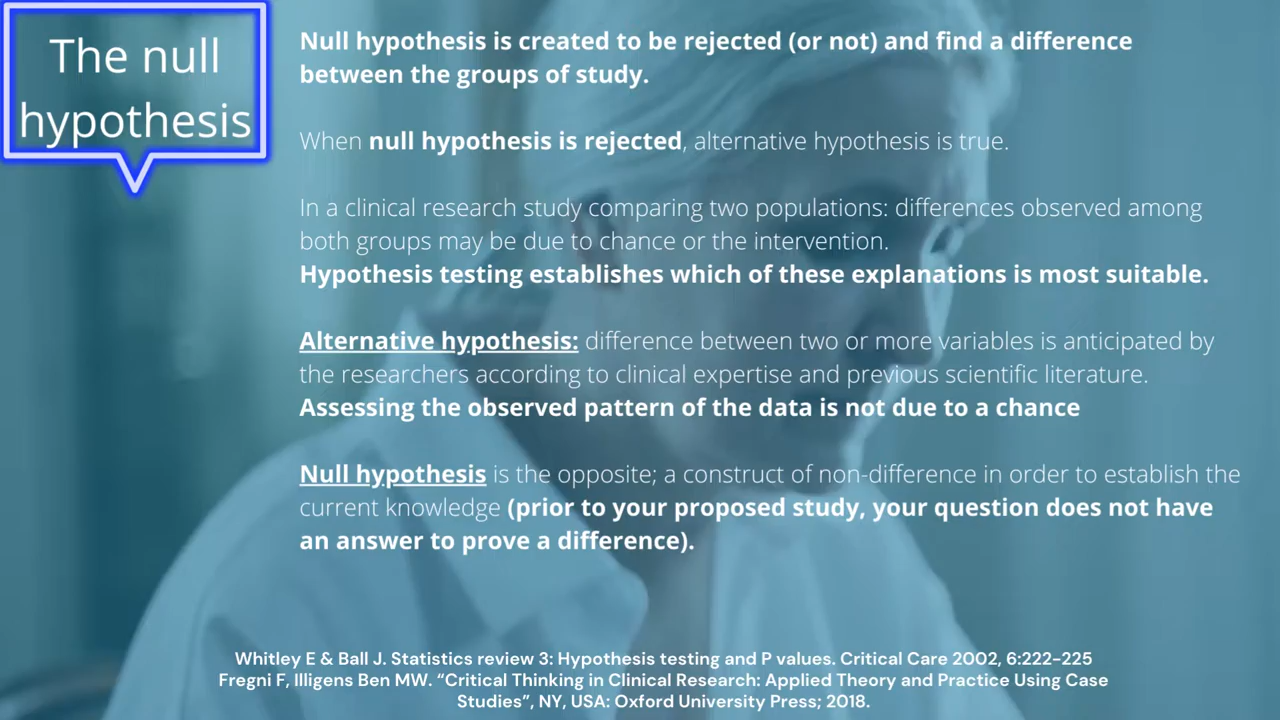 The null
hypothesis
Null hypothesis is created to be rejected (or not) and find a difference
between the groups of study.
When null hypothesis is rejected, alternative hypothesis is true.
In a clinical research study comparing two populations: differences observed among
both groups may be due to chance or the intervention.
Hypothesis testing establishes which of these explanations is most suitable.
Alternative hypothesis: difference between two or more variables is anticipated by
the researchers according to clinical expertise and previous scientific literature.
Assessing the observed pattern of the data is not due to a chance
Null hypothesis is the opposite; a construct of non-difference in order to establish the
current knowledge (prior to your proposed study, your question does not have
an answer to prove a difference).
Whitley E & Ball J. Statistics review 3: Hypothesis testing and P values. Critical Care 2002, 6:222-225
Fregni F, Illigens Ben MW. “Critical Thinking in Clinical Research: Applied Theory and Practice Using Case
Studies”, NY, USA: Oxford University Press; 2018.